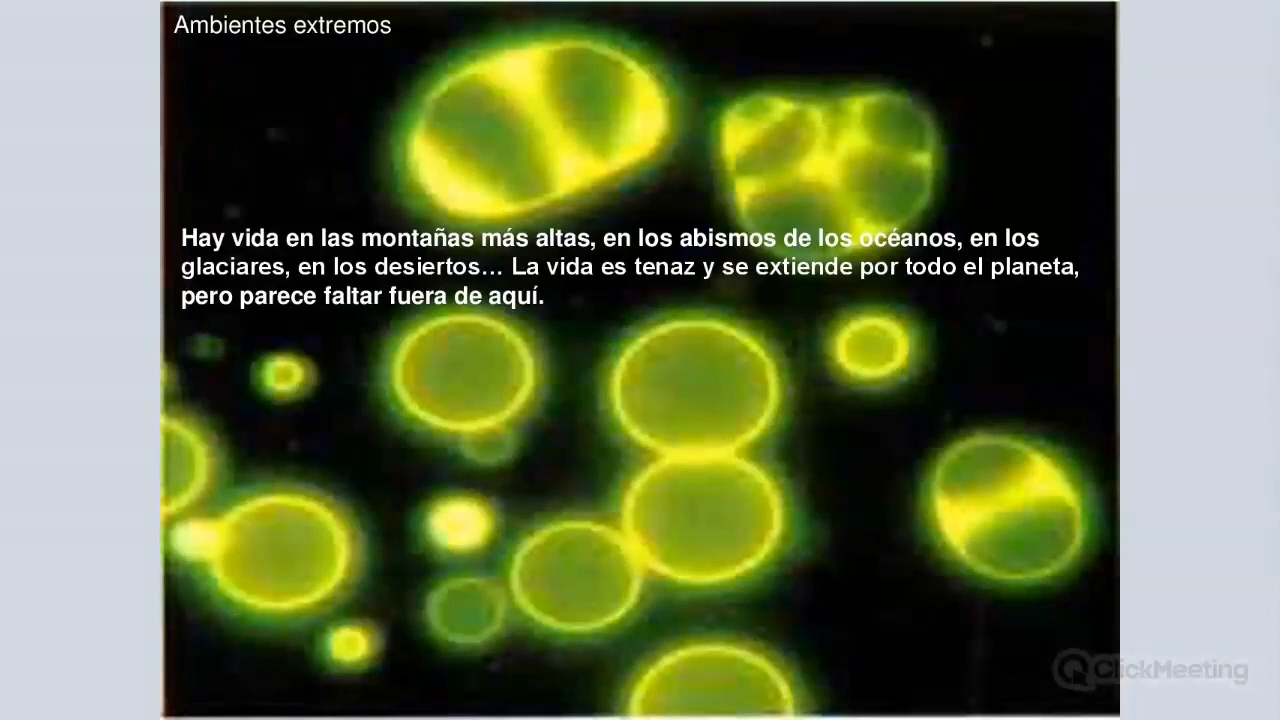 Ambientes extremos
Hay vida en las montañas más altas, en los abismos de los océanos, en los
glaciares, en los desiertos… La vida es tenaz y se extiende por todo el planeta,
pero parece faltar fuera de aquí.
ClickMeeting